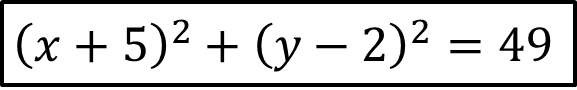 (x + 5)² + (y − 2)² = 49